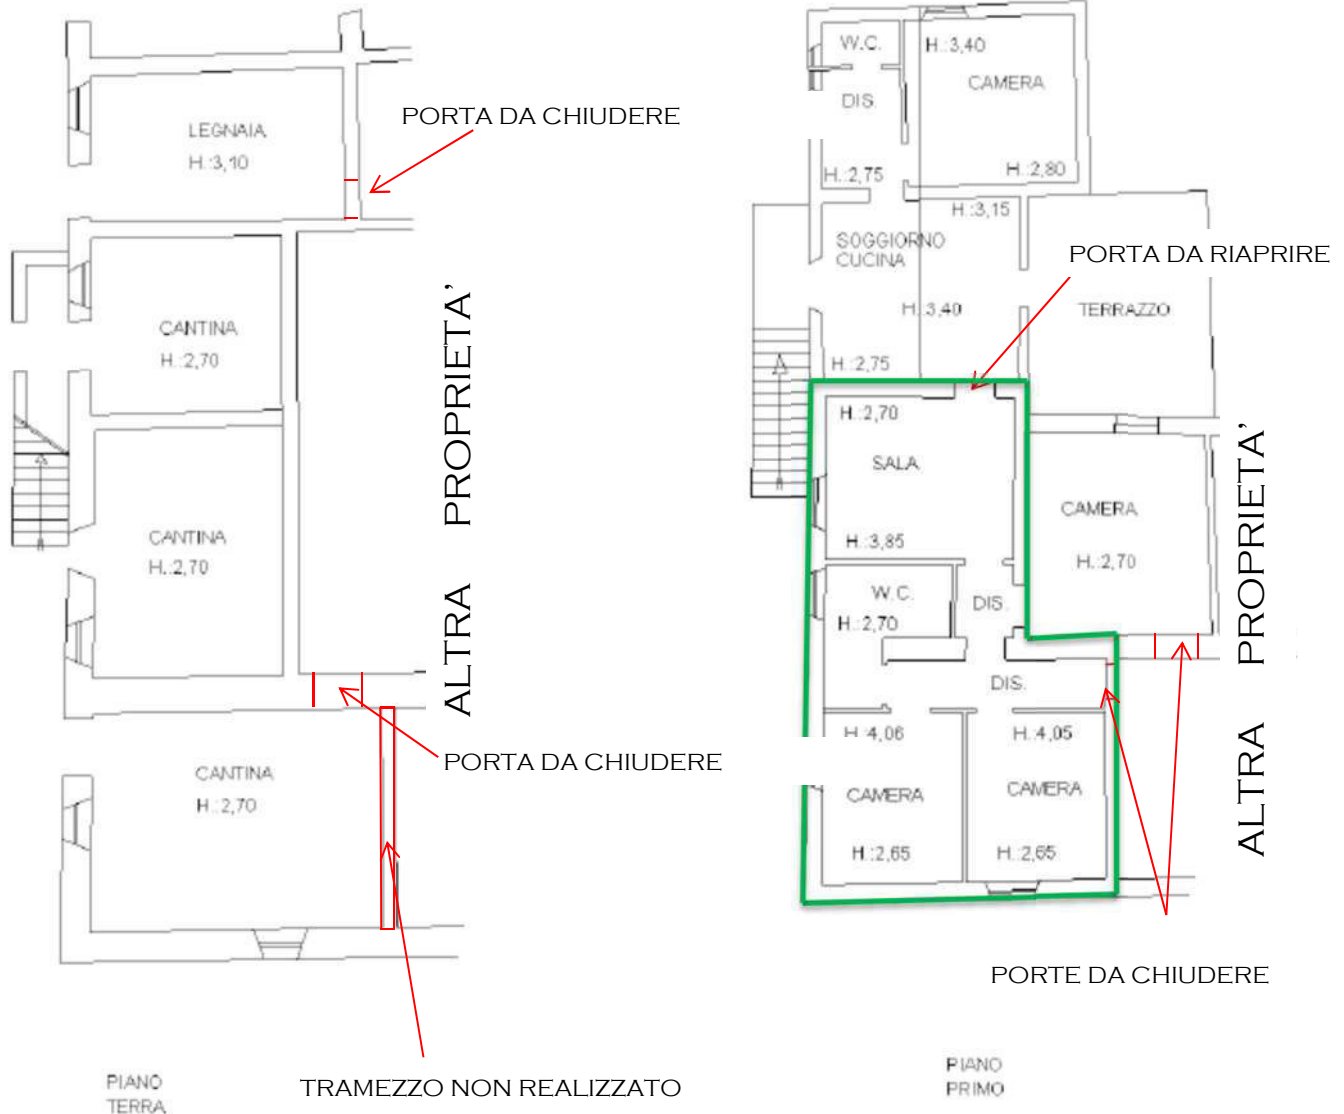 LEGNAIA
H.:3,10
PORTA DA CHIUDERE
CANTINA
H.:2,70
CANTINA
H.:2,70
ALTRA PROPRIETA'
PORTA DA CHIUDERE
CANTINA
H.:2,70
TRAMEZZO NON REALIZZATO
PIANO
TERRA
W.C.
H.:3,40
CAMERA
DIS.
H.:2,75
H.:2,80
H.:3,15
SOGGIORNO
CUCINA
PORTA DA RIAPRIRE
H.:3,40
TERRAZZO
H.:2,75
H.:2,70
SALA
H.:3,85
CAMERA
H.:2,70
W.C.
H.:2,70
DIS.
DIS.
H.:4,06
H.:4,05
CAMERA
CAMERA
H.:2,65
H.:2,65
ALTRA PROPRIETA'
PORTE DA CHIUDERE
PIANO
PRIMO